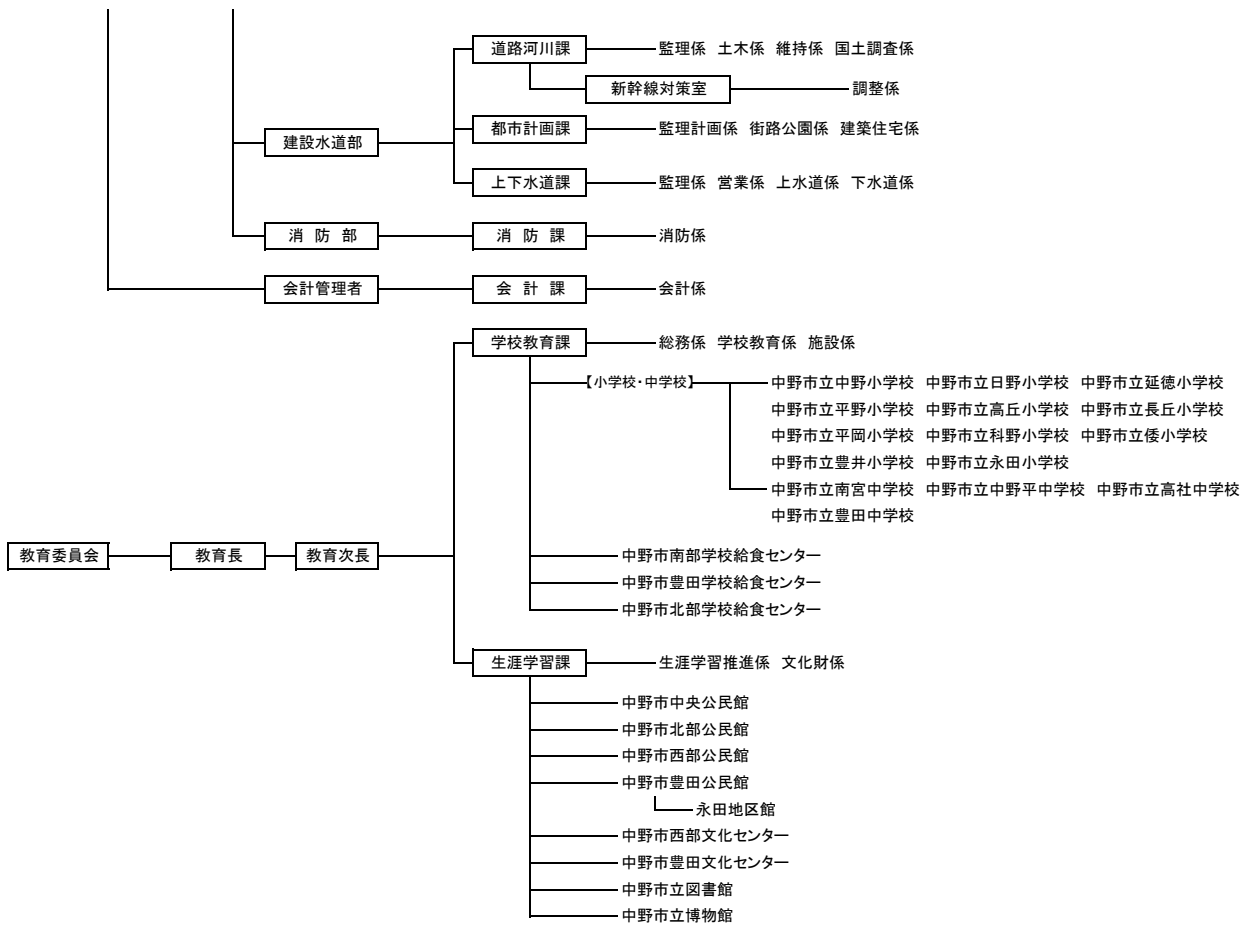 道路河川課 監理係 土木係 維持係 国土調査係
新幹線対策室 調整係
都市計画課 監理計画係 街路公園係 建築住宅係
建設水道部
上下水道課 監理係 営業係 上水道係 下水道係
消 防 部 消 防 課 消防係
会計管理者 会 計 課 会計係
学校教育課 総務係 学校教育係 施設係
【小学校・中学校】 中野市立中野小学校 中野市立日野小学校 中野市立延徳小学校
中野市立平野小学校 中野市立高丘小学校 中野市立長丘小学校
中野市立平岡小学校 中野市立科野小学校 中野市立倭小学校
中野市立豊井小学校 中野市立永田小学校
中野市立南宮中学校 中野市立中野平中学校 中野市立高社中学校
中野市立豊田中学校
教育委員会 教育長 教育次長 中野市南部学校給食センター
中野市豊田学校給食センター
中野市北部学校給食センター
生涯学習課 生涯学習推進係 文化財係
中野市中央公民館
中野市北部公民館
中野市西部公民館
中野市豊田公民館
永田地区館
中野市西部文化センター
中野市豊田文化センター
中野市立図書館
中野市立博物館